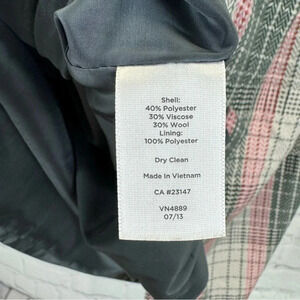 Shell:
40% Polyester
30% Viscose
30% Wool
Lining:
100% Polyester
Dry Clean
Made In Vietnam
CA #23147
VN4889
07/13